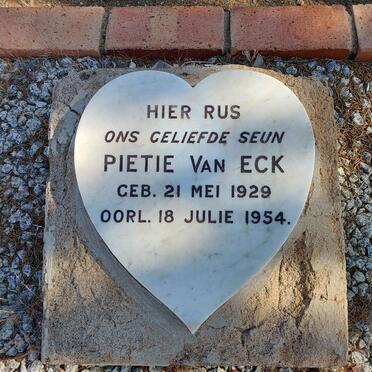 HIER RUS
ONS GELIEFDE SEUN
PIETIE VAN ECK
GEB. 21 MEI 1929
OORL. 18 JULIE 1954.